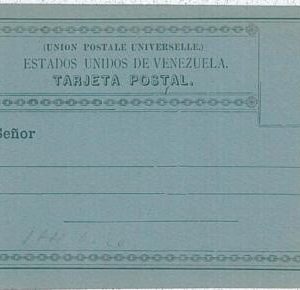 (UNION POSTALE UNIVERSELLE.)
ESTADOS UNIDOS DE VENEZUELA.
TARJETA POSTAL.
Señor